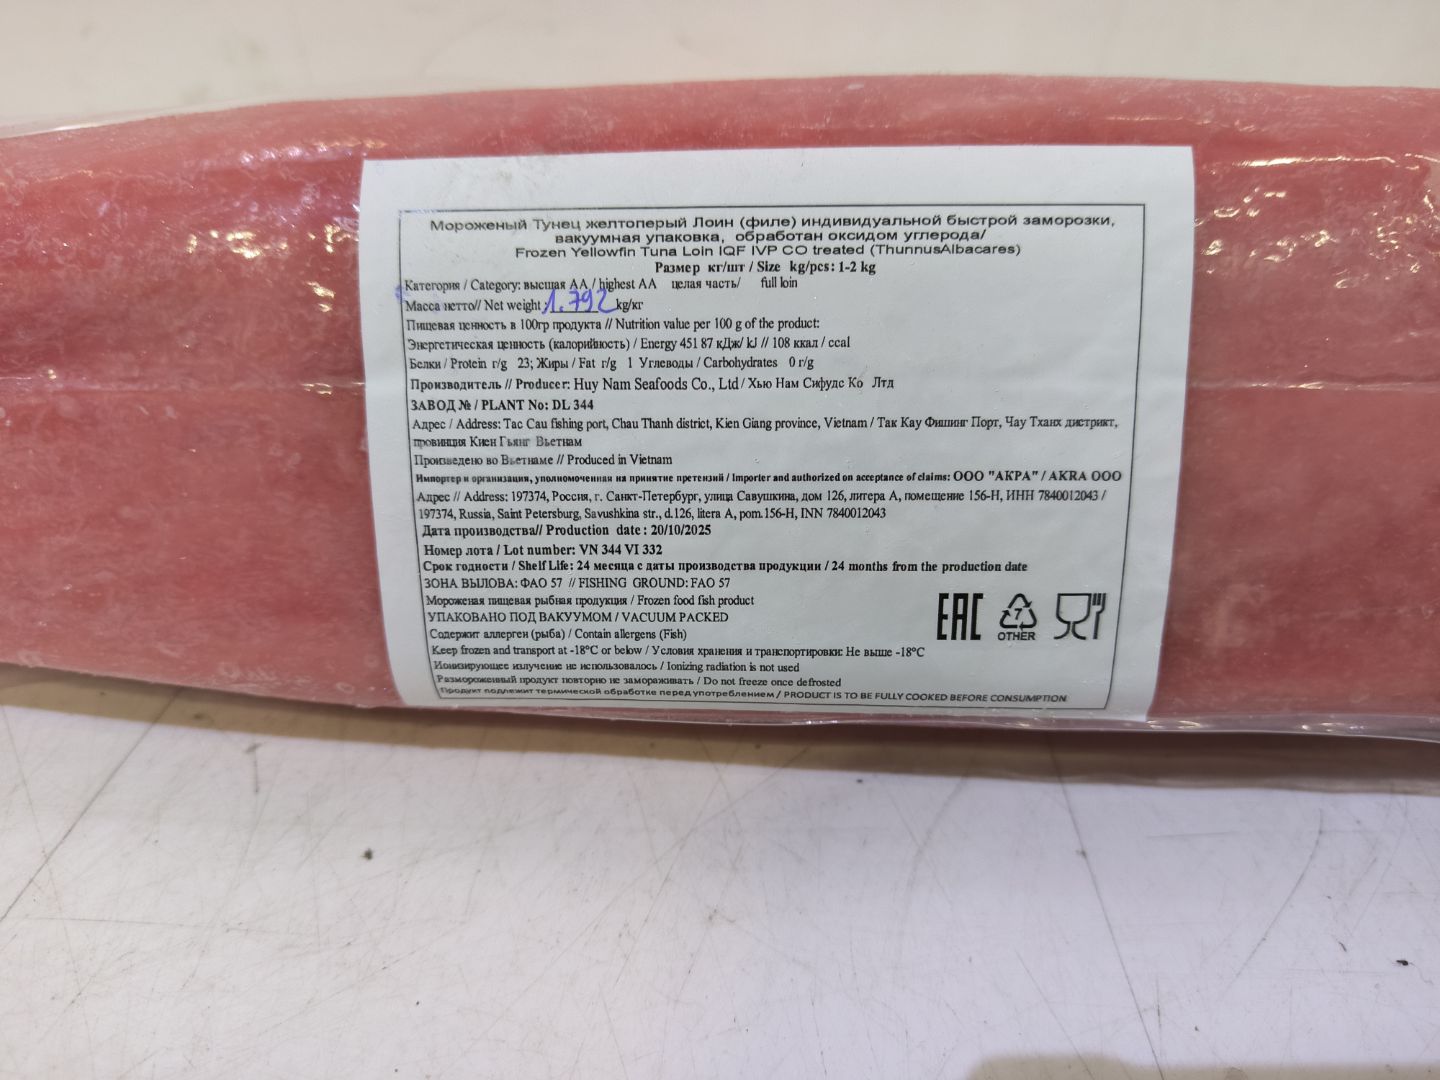 Мороженый Тунец желтоперый Лоин (филе) индивидуальной быстрой заморозки,
вакуумная упаковка, обработан оксидом углерода/
Frozen Yellowfin Tuna Loin IQF IVP CO treated (ThunnusAlbacares)
Размер кг/шт / Size kg/pcs: 1-2 kg
Категория / Category: высшая AA / highest AA целая часть/ full loin
Масса нетто// Net weight: 1.792 kg/кг
Пищевая ценность в 100гр продукта // Nutrition value per 100 g of the product:
Энергетическая ценность (калорийность) / Energy 451 87 кДж/ kJ // 108 ккал / ccal
Белки / Protein г/g 23; Жиры / Fat г/g 1 Углеводы / Carbohydrates 0 г/g
Производитель // Producer: Huy Nam Seafoods Co., Ltd / Хью Нам Сифудс Ко Лтд
ЗАВОД № / PLANT No: DL 344
Адрес / Address: Tac Cau fishing port, Chau Thanh district, Kien Giang province, Vietnam / Так Кау Фишинг Порт, Чау Тханх дистрикт,
провинция Киен Гьянг Вьетнам
Произведено во Вьетнаме // Produced in Vietnam
Импортер и организация, уполномоченная на принятие претензий / Importer and authorized on acceptance of claims: ООО "АКРА" / AKRA OOO
Адрес // Address: 197374, Россия, г. Санкт-Петербург, улица Савушкина, дом 126, литера А, помещение 156-Н, ИНН 7840012043 /
197374, Russia, Saint Petersburg, Savushkina str., d.126, litera A, pom.156-H, INN 7840012043
Дата производства// Production date : 20/10/2025
Номер лота / Lot number: VN 344 VI 332
Срок годности / Shelf Life: 24 месяца с даты производства продукции / 24 months from the production date
ЗОНА ВЫЛОВА: ФАО 57 // FISHING GROUND: FAO 57
Мороженая пищевая рыбная продукция / Frozen food fish product
УПАКОВАНО ПОД ВАКУУМОМ / VACUUM PACKED
Содержит аллерген (рыба) / Contain allergens (Fish)
Keep frozen and transport at -18°C or below / Условия хранения и транспортировки: Не выше -18°C
Ионизирующее излучение не использовалось / Ionizing radiation is not used
Размороженный продукт повторно не замораживать / Do not freeze once defrosted
Продукт подлежит термической обработке перед употреблением / PRODUCT IS TO BE FULLY COOKED BEFORE CONSUMPTION
EAC
7
OTHER